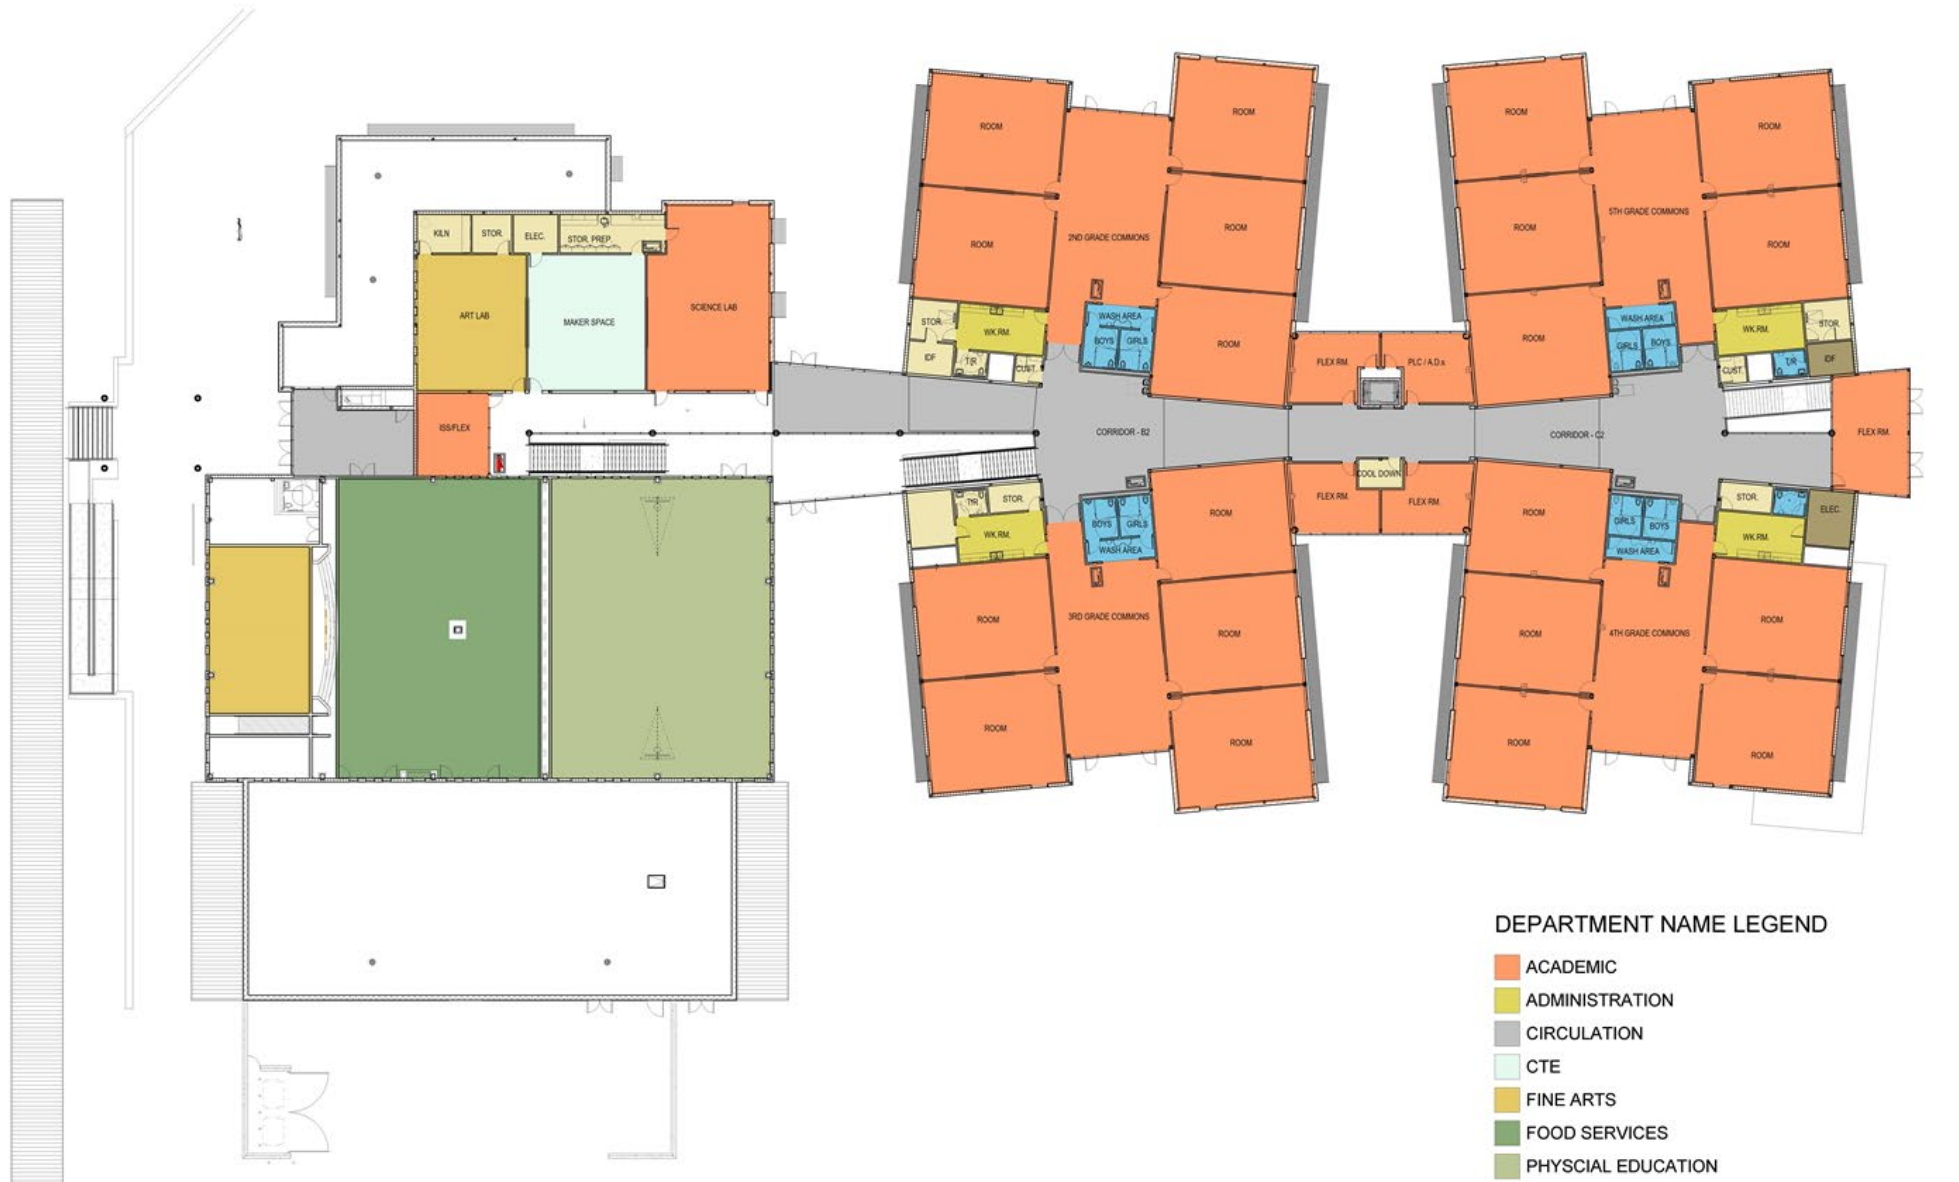 KILN
STOR.
ELEC.
STOR. PREP.
ART LAB
MAKER SPACE
SCIENCE LAB
ISS/FLEX
ROOM
ROOM
ROOM
ROOM
2ND GRADE COMMONS
ROOM
ROOM
STOR.
WK.RM.
WASH AREA
BOYS
GIRLS
IDF
T/R
CUST.
FLEX RM.
PLC / A.D.s
ROOM
ROOM
ROOM
ROOM
5TH GRADE COMMONS
ROOM
ROOM
WASH AREA
GIRLS
BOYS
WK.RM.
STOR.
CUST.
T/R
IDF
CORRIDOR - B2
CORRIDOR - C2
FLEX RM.
COOL DOWN
FLEX RM.
FLEX RM.
T/R
STOR.
WK.RM.
BOYS
GIRLS
WASH AREA
ROOM
ROOM
3RD GRADE COMMONS
ROOM
ROOM
ROOM
ROOM
GIRLS
BOYS
WASH AREA
STOR.
ELEC.
WK.RM.
ROOM
4TH GRADE COMMONS
ROOM
ROOM
ROOM
DEPARTMENT NAME LEGEND
ACADEMIC
ADMINISTRATION
CIRCULATION
CTE
FINE ARTS
FOOD SERVICES
PHYSCIAL EDUCATION